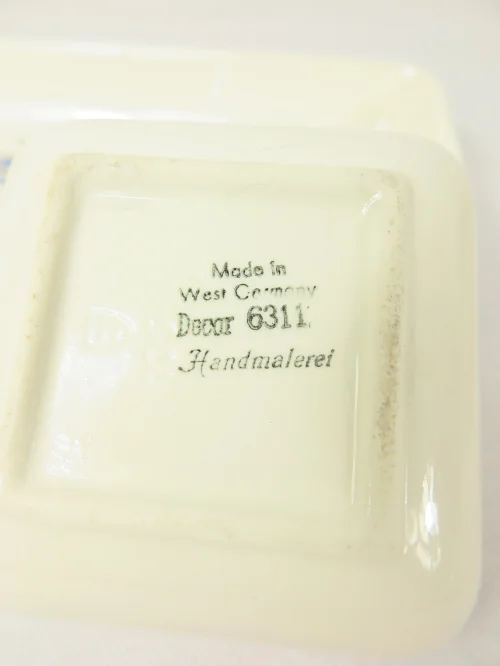 Made in
West Germany
Decor 6311
Handmalerei